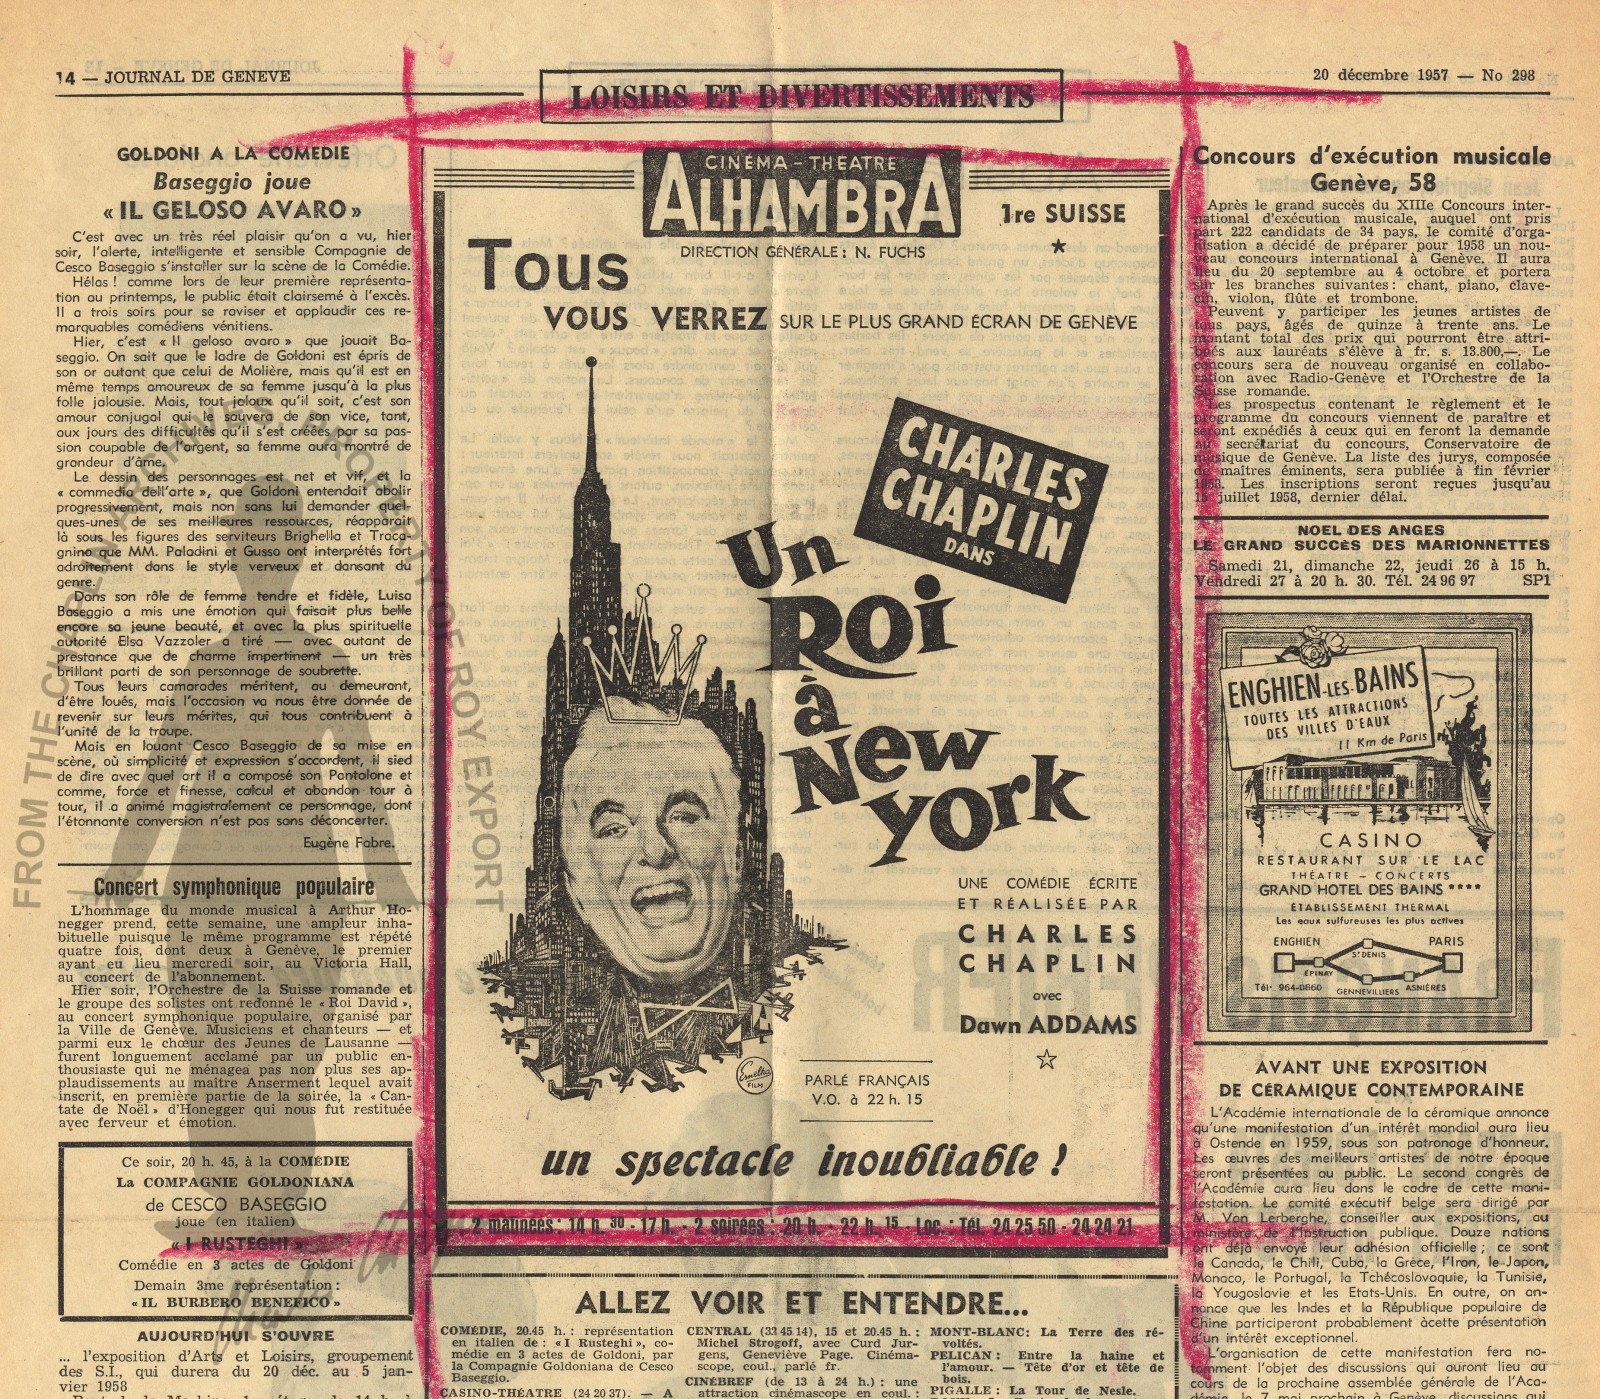 14 — JOURNAL DE GENEVE
LOISIRS ET DIVERTISSEMENTS
20 décembre 1957 — No 298
GOLDONI A LA COMEDIE
Baseggio joue
« IL GELOSO AVARO »
C'est avec un très réel plaisir qu'on a vu, hier
soir, l'alerte, intelligente et sensible Compagnie de
Cesco Baseggio s'installer sur la scène de la Comédie.
Hélas ! comme lors de leur première représenta-
tion au printemps, le public était clairsemé à l'excès.
Il a trois soirs pour se raviser et applaudir ces re-
marquables comédiens vénitiens.
Hier, c'est « Il geloso avaro » que jouait Ba-
seggio. On sait que le ladre de Goldoni est épris de
son or autant que celui de Molière, mais qu'il est en
même temps amoureux de sa femme jusqu'à la plus
folle jalousie. Mais, tout jaloux qu'il soit, c'est son
amour conjugal qui le sauvera de son vice, tant,
aux jours des difficultés qu'il s'est créées par sa pas-
sion coupable de l'argent, sa femme aura montré de
grandeur d'âme.
Le dessin des personnages est net et vif, et la
« commedia dell'arte », que Goldoni entendait abolir
progressivement, mais non sans lui demander quel-
ques-unes de ses meilleures ressources, réapparaît
là sous les figures des serviteurs Brighella et Traca-
gnino que MM. Paladini et Gusso ont interprétés fort
adroitement dans le style verveux et dansant du
genre.
Dans son rôle de femme tendre et fidèle, Luisa
Baseggio a mis une émotion qui faisait plus belle
encore sa jeune beauté, et avec la plus spirituelle
autorité Elsa Vazzoler a tiré — avec autant de
prestance que de charme impertinent — un très
brillant parti de son personnage de soubrette.
Tous leurs camarades méritent, au demeurant,
d'être loués, mais l'occasion va nous être donnée de
revenir sur leurs mérites, qui tous contribuent à
l'unité de la troupe.
Mais en louant Cesco Baseggio de sa mise en
scène, où simplicité et expression s'accordent, il sied
de dire avec quel art il a composé son Pantalone et
comme, force et finesse, calcul et abandon tour à
tour, il a animé magistralement ce personnage, dont
l'étonnante conversion n'est pas sans déconcerter.
Eugène Fabre.
Concert symphonique populaire
L'hommage du monde musical à Arthur Ho-
negger prend, cette semaine, une ampleur inha-
bituelle puisque le même programme est répété
quatre fois, dont deux à Genève, le premier
ayant eu lieu mercredi soir, au Victoria Hall,
au concert de l'abonnement.
Hier soir, l'Orchestre de la Suisse romande et
le groupe des solistes ont redonné le « Roi David »,
au concert symphonique populaire, organisé par
la Ville de Genève. Musiciens et chanteurs — et
parmi eux le chœur des Jeunes de Lausanne —
furent longuement acclamé par un public en-
thousiaste qui ne ménagea pas non plus ses ap-
plaudissements au maître Ansermet lequel avait
inscrit, en première partie de la soirée, la « Can-
tate de Noël » d'Honegger qui nous fut restituée
avec ferveur et émotion.
Ce soir, 20 h. 45, à la COMÉDIE
La COMPAGNIE GOLDONIANA
de CESCO BASEGGIO
joue (en italien)
« I RUSTEGHI »
Comédie en 3 actes de Goldoni
Demain 3me représentation :
« IL BURBERO BENEFICO »
AUJOURD'HUI S'OUVRE
... l'exposition d'Arts et Loisirs, groupement
des S.I., qui durera du 20 déc. au 5 jan-
vier 1958
CINÉMA - THÉATRE
ALHAMBRA
DIRECTION GÉNÉRALE : N. FUCHS
1re SUISSE
Tous
VOUS VERREZ SUR LE PLUS GRAND ÉCRAN DE GENÈVE
CHARLES
CHAPLIN
DANS
Un
ROi
à
New
york
UNE COMÉDIE ÉCRITE
ET RÉALISÉE PAR
CHARLES
CHAPLIN
avec
Dawn ADDAMS
Emelka
FILM
PARLÉ FRANÇAIS
V.O. à 22 h. 15
un spectacle inoubliable !
2 matinées : 14 h. 30 - 17 h. - 2 soirées : 20 h. - 22 h. 15 - Loc. : Tél. 24 25 50 - 24 24 21
ALLEZ VOIR ET ENTENDRE...
COMÉDIE, 20.45 h. : représentation
en italien de : « I Rusteghi », co-
médie en 3 actes de Goldoni, par
la Compagnie Goldoniana de Cesco
Baseggio.
CASINO-THÉATRE (24 20 37). — A
CENTRAL (33 45 14), 15 et 20.45 h. :
Michel Strogoff, avec Curd Jur-
gens, Geneviève Page. Cinéma-
scope, coul., parlé fr.
CINÉBREF (de 13 à 24 h.) : une
attraction cinémascope en coul. :
MONT-BLANC : La Terre des ré-
voltés.
PELICAN : Entre la haine et
l'amour. — Tête d'or et tête de
bois.
PIGALLE : La Tour de Nesle.
Concours d'exécution musicale
Genève, 58
Après le grand succès du XIIIe Concours inter-
national d'exécution musicale, auquel ont pris
part 222 candidats de 34 pays, le comité d'orga-
nisation a décidé de préparer pour 1958 un nou-
veau concours international à Genève. Il aura
lieu du 20 septembre au 4 octobre et portera
sur les branches suivantes : chant, piano, clave-
cin, violon, flûte et trombone.
Peuvent y participer les jeunes artistes de
tous pays, âgés de quinze à trente ans. Le
montant total des prix qui pourront être attri-
bués aux lauréats s'élève à fr. s. 13.800,—. Le
concours sera de nouveau organisé en collabo-
ration avec Radio-Genève et l'Orchestre de la
Suisse romande.
Les prospectus contenant le règlement et le
programme du concours viennent de paraître et
seront expédiés à ceux qui en feront la demande
au secrétariat du concours, Conservatoire de
musique de Genève. La liste des jurys, composée
de maîtres éminents, sera publiée à fin février
1958. Les inscriptions seront reçues jusqu'au
15 juillet 1958, dernier délai.
NOEL DES ANGES
LE GRAND SUCCÈS DES MARIONNETTES
Samedi 21, dimanche 22, jeudi 26 à 15 h.
Vendredi 27 à 20 h. 30. Tél. 24 96 97 SP1
ENGHIEN-LES-BAINS
TOUTES LES ATTRACTIONS
DES VILLES D'EAUX
11 Km de Paris
CASINO
RESTAURANT SUR LE LAC
THÉATRE - CONCERTS
GRAND HOTEL DES BAINS ****
ÉTABLISSEMENT THERMAL
Les eaux sulfureuses les plus actives
ENGHIEN
PARIS
ST DENIS
ÉPINAY
GENNEVILLIERS
ASNIÈRES
Tél. 964-0860
AVANT UNE EXPOSITION
DE CÉRAMIQUE CONTEMPORAINE
L'Académie internationale de la céramique annonce
qu'une manifestation d'un intérêt mondial aura lieu
à Ostende en 1959, sous son patronage d'honneur.
Les œuvres des meilleurs artistes de notre époque
seront présentées au public. Le second congrès de
l'Académie aura lieu dans le cadre de cette mani-
festation. Le comité exécutif belge sera dirigé par
M. Van Lerberghe, conseiller aux expositions, au
ministère de l'Instruction publique. Douze nations
ont déjà envoyé leur adhésion officielle ; ce sont
le Canada, le Chili, Cuba, la Grèce, l'Iran, le Japon,
Monaco, le Portugal, la Tchécoslovaquie, la Tunisie,
la Yougoslavie et les Etats-Unis. En outre, on an-
nonce que les Indes et la République populaire de
Chine participeront probablement à cette présentation
d'un intérêt exceptionnel.
L'organisation de cette manifestation fera no-
tamment l'objet des discussions qui auront lieu au
cours de la prochaine assemblée générale de l'Aca-
démie, le 7 mai prochain à Genève, discussions qui
FROM THE CHAPLIN ARCHIVES, PROPERTY OF ROY EXPORT